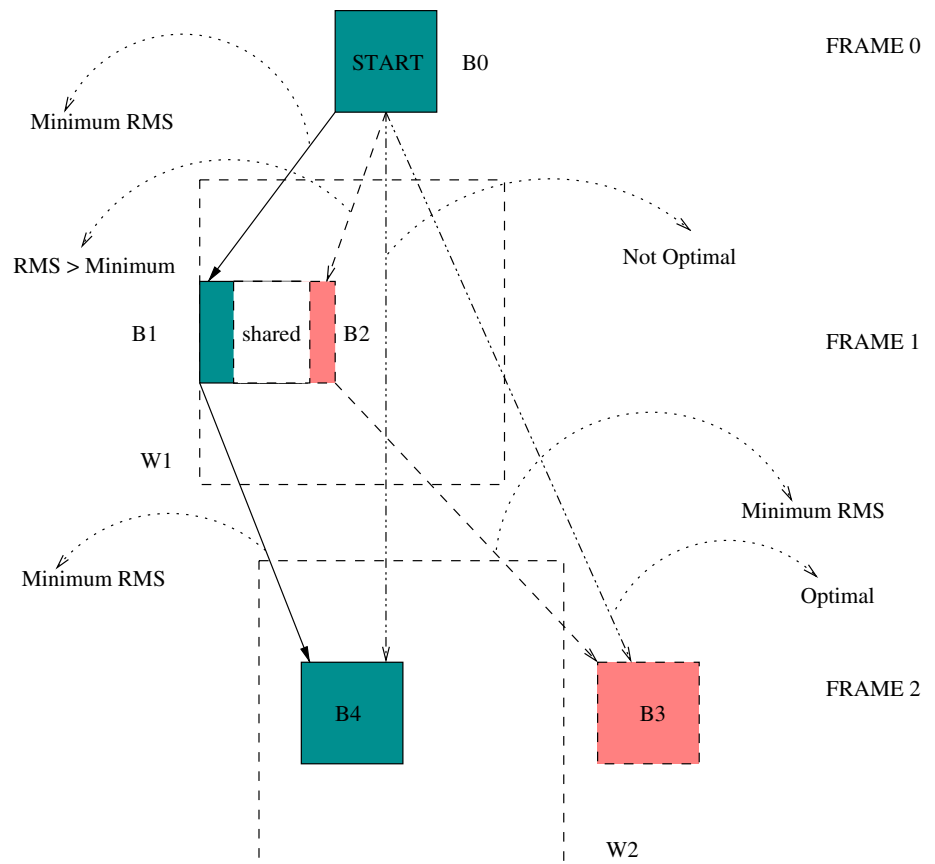 FRAME 0
START
B0
Minimum RMS
Not Optimal
RMS > Minimum
B1
shared
B2
FRAME 1
W1
Minimum RMS
Minimum RMS
Optimal
FRAME 2
B4
B3
W2